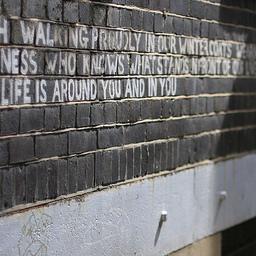 H WALKING PROUDLY IN OUR WINTER COATS W
NESS WHO KNOWS WHAT STANDS IN FRONT OF
LIFE IS AROUND YOU AND IN YOU